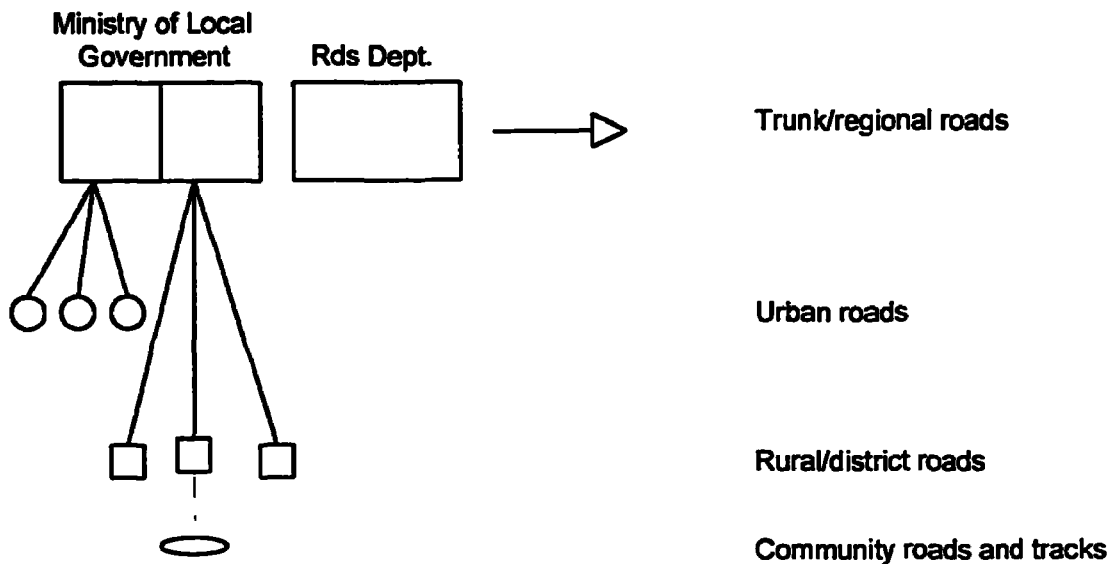 Ministry of Local
Government
Rds Dept.
Trunk/regional roads
Urban roads
Rural/district roads
Community roads and tracks